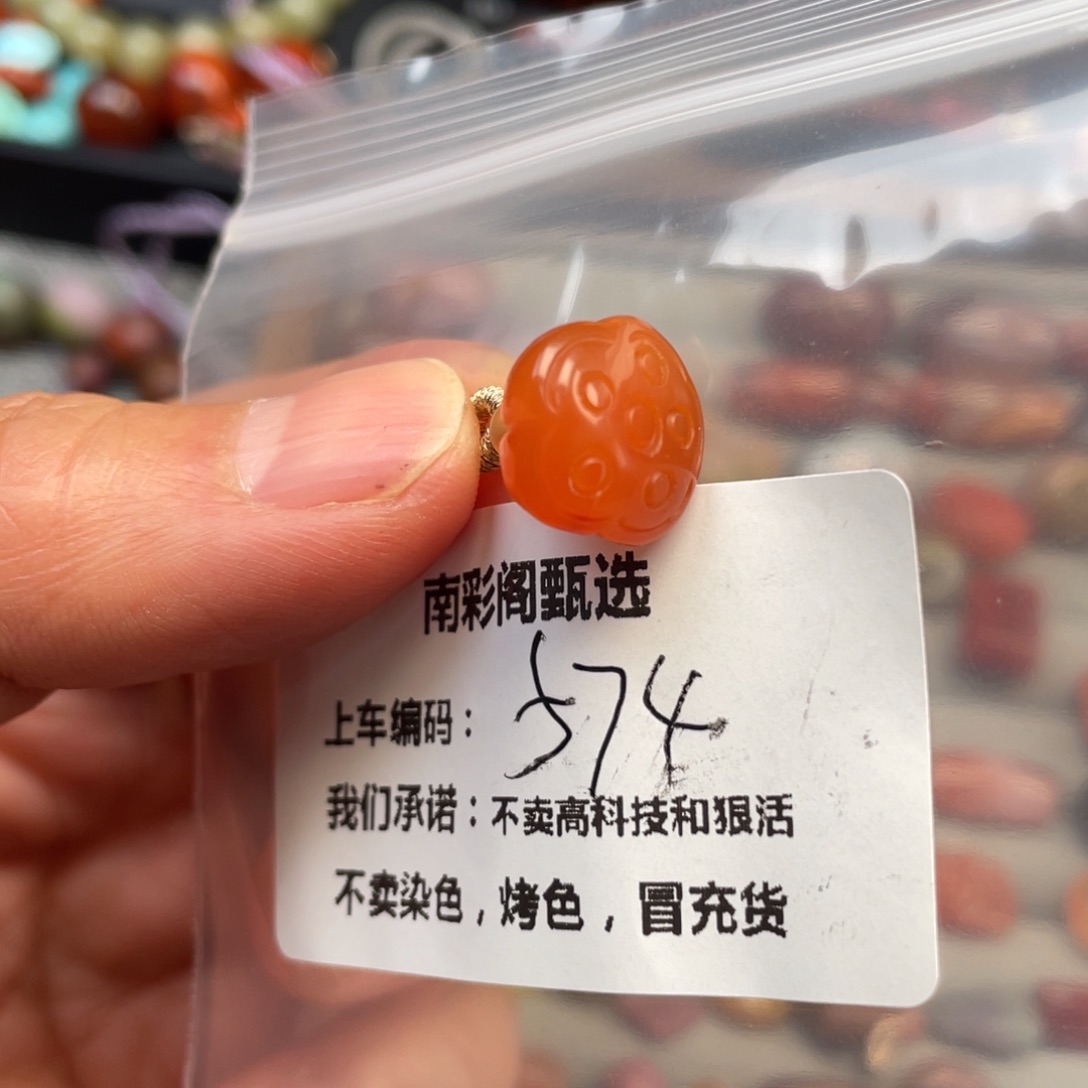 南彩阁甄选
上车编码：574
我们承诺：不卖高科技和狠活
不卖染色，烤色，冒充货